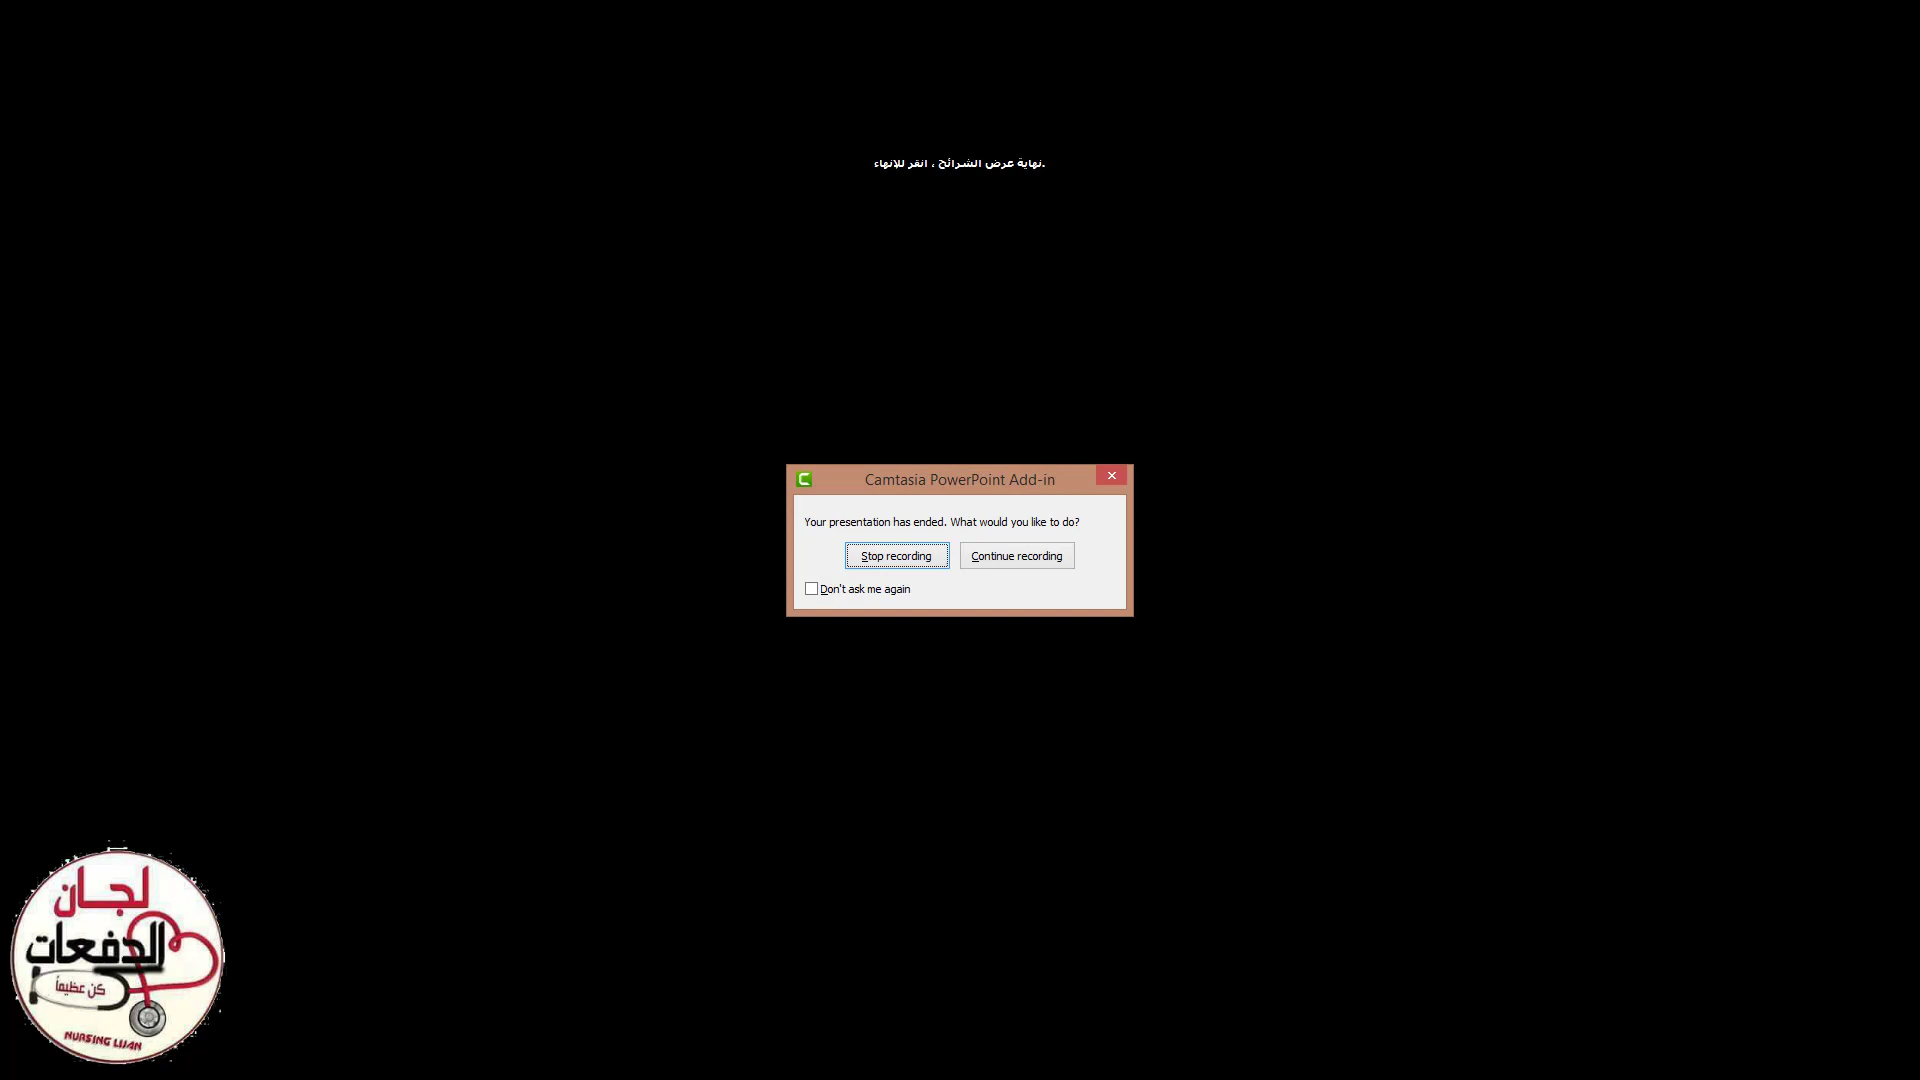 نهاية عرض الشرائح ، انقر للإنهاء.
Camtasia PowerPoint Add-in
Your presentation has ended. What would you like to do?
Stop recording
Continue recording
Don't ask me again
لجان
الدفعات
كن عظيماً
NURSING LIJAN